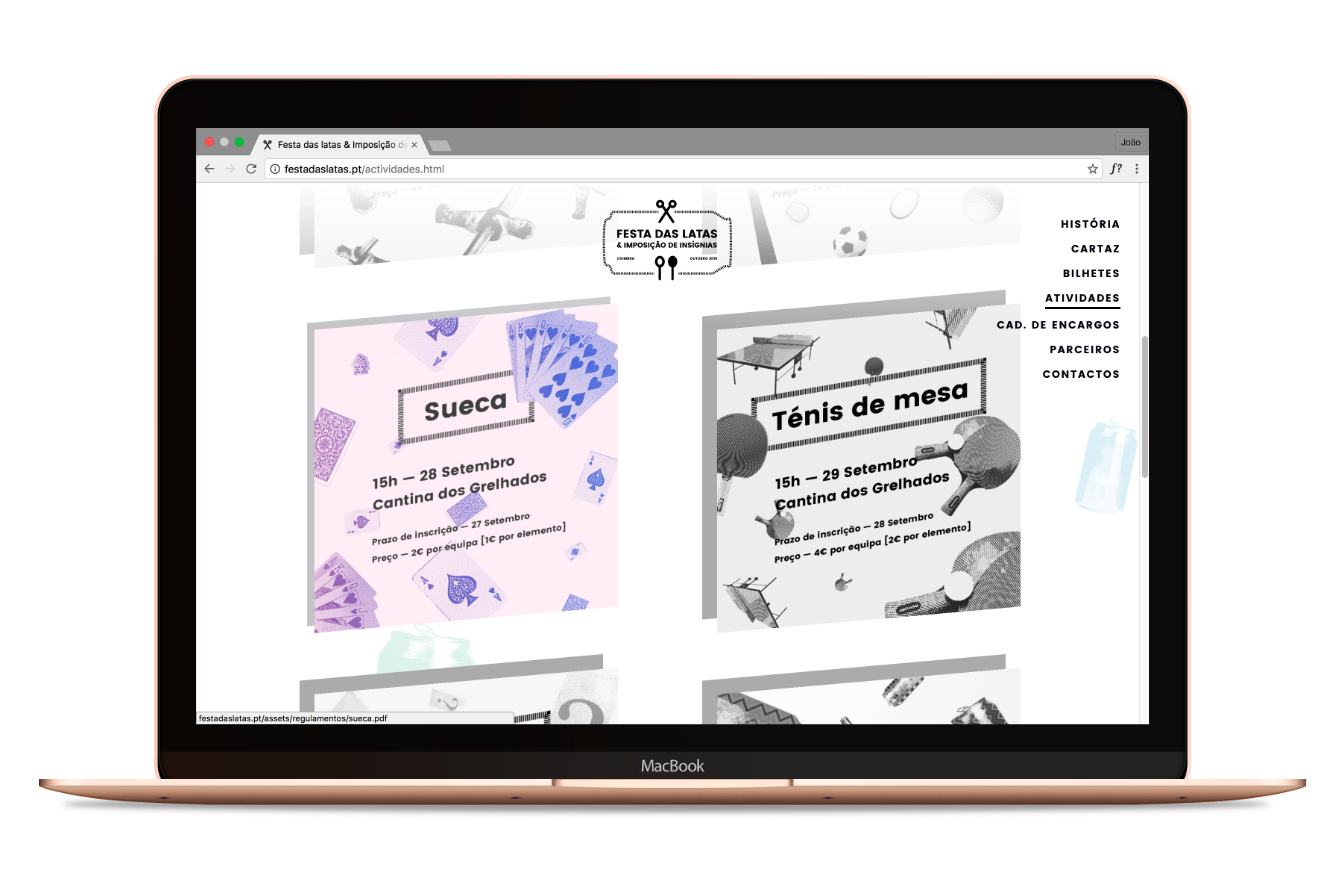 Festa das latas & Imposição de
João
festadaslatas.pt/actividades.html
f?
FESTA DAS LATAS
& IMPOSIÇÃO DE INSÍGNIAS
COIMBRA
HISTÓRIA
CARTAZ
BILHETES
ATIVIDADES
CAD. DE ENCARGOS
PARCEIROS
CONTACTOS
Sueca
15h — 28 Setembro
Cantina dos Grelhados
Prazo de inscrição — 27 Setembro
Preço — 2€ por equipa [1€ por elemento]
Ténis de mesa
15h — 29 Setembro
Cantina dos Grelhados
Prazo de inscrição — 28 Setembro
Preço — 4€ por equipa [2€ por elemento]
?
?
festadaslatas.pt/assets/regulamentos/sueca.pdf
MacBook